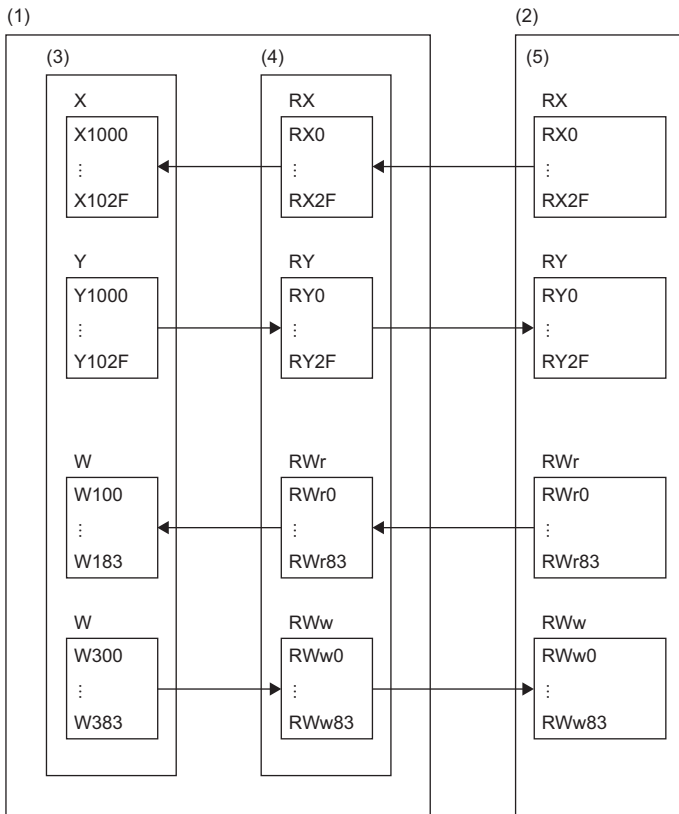 (1)
(2)
(3)
(4)
(5)
X
RX
RX
X1000
⋮
X102F
RX0
⋮
RX2F
RX0
⋮
RX2F
Y
RY
RY
Y1000
⋮
Y102F
RY0
⋮
RY2F
RY0
⋮
RY2F
W
RWr
RWr
W100
⋮
W183
RWr0
⋮
RWr83
RWr0
⋮
RWr83
W
RWw
RWw
W300
⋮
W383
RWw0
⋮
RWw83
RWw0
⋮
RWw83